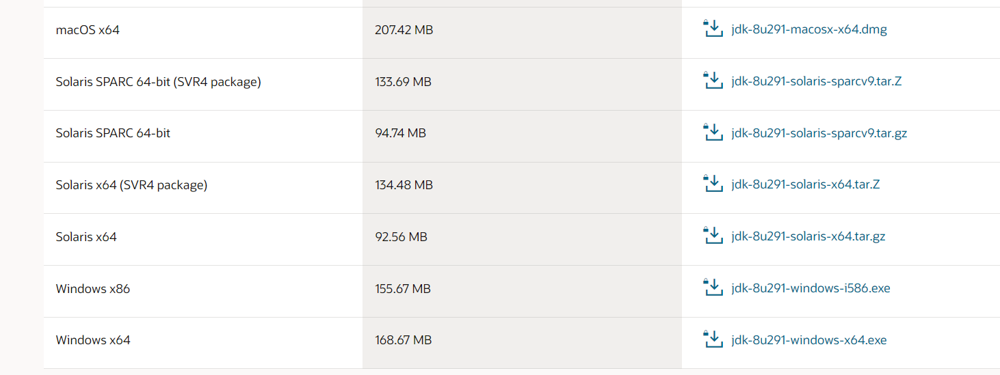 macOS x64 207.42 MB jdk-8u291-macosx-x64.dmg
Solaris SPARC 64-bit (SVR4 package) 133.69 MB jdk-8u291-solaris-sparcv9.tar.Z
Solaris SPARC 64-bit 94.74 MB jdk-8u291-solaris-sparcv9.tar.gz
Solaris x64 (SVR4 package) 134.48 MB jdk-8u291-solaris-x64.tar.Z
Solaris x64 92.56 MB jdk-8u291-solaris-x64.tar.gz
Windows x86 155.67 MB jdk-8u291-windows-i586.exe
Windows x64 168.67 MB jdk-8u291-windows-x64.exe